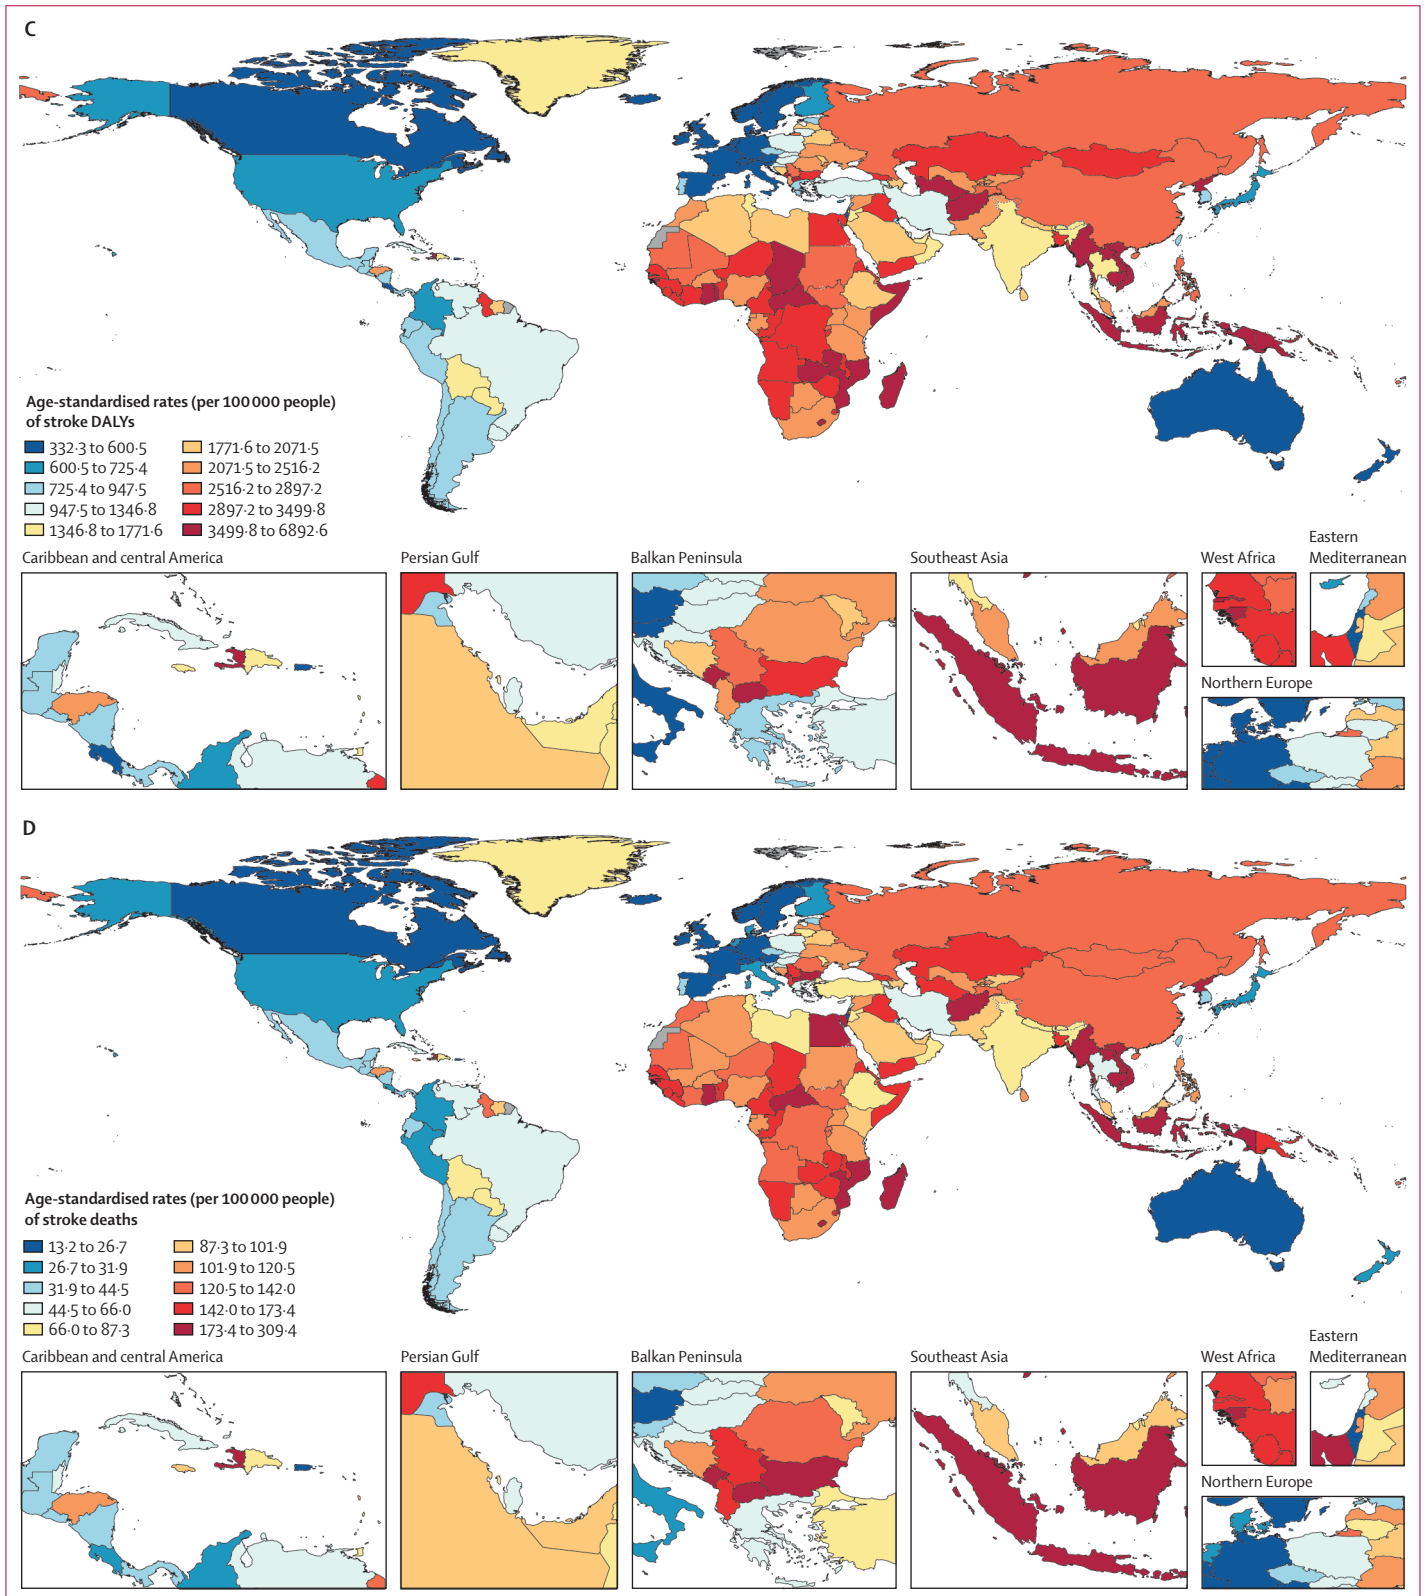 C
Age-standardised rates (per 100 000 people)
of stroke DALYs
332·3 to 600·5
600·5 to 725·4
725·4 to 947·5
947·5 to 1346·8
1346·8 to 1771·6
1771·6 to 2071·5
2071·5 to 2516·2
2516·2 to 2897·2
2897·2 to 3499·8
3499·8 to 6892·6
Caribbean and central America
Persian Gulf
Balkan Peninsula
Southeast Asia
West Africa
Eastern
Mediterranean
Northern Europe
D
Age-standardised rates (per 100 000 people)
of stroke deaths
13·2 to 26·7
26·7 to 31·9
31·9 to 44·5
44·5 to 66·0
66·0 to 87·3
87·3 to 101·9
101·9 to 120·5
120·5 to 142·0
142·0 to 173·4
173·4 to 309·4
Caribbean and central America
Persian Gulf
Balkan Peninsula
Southeast Asia
West Africa
Eastern
Mediterranean
Northern Europe